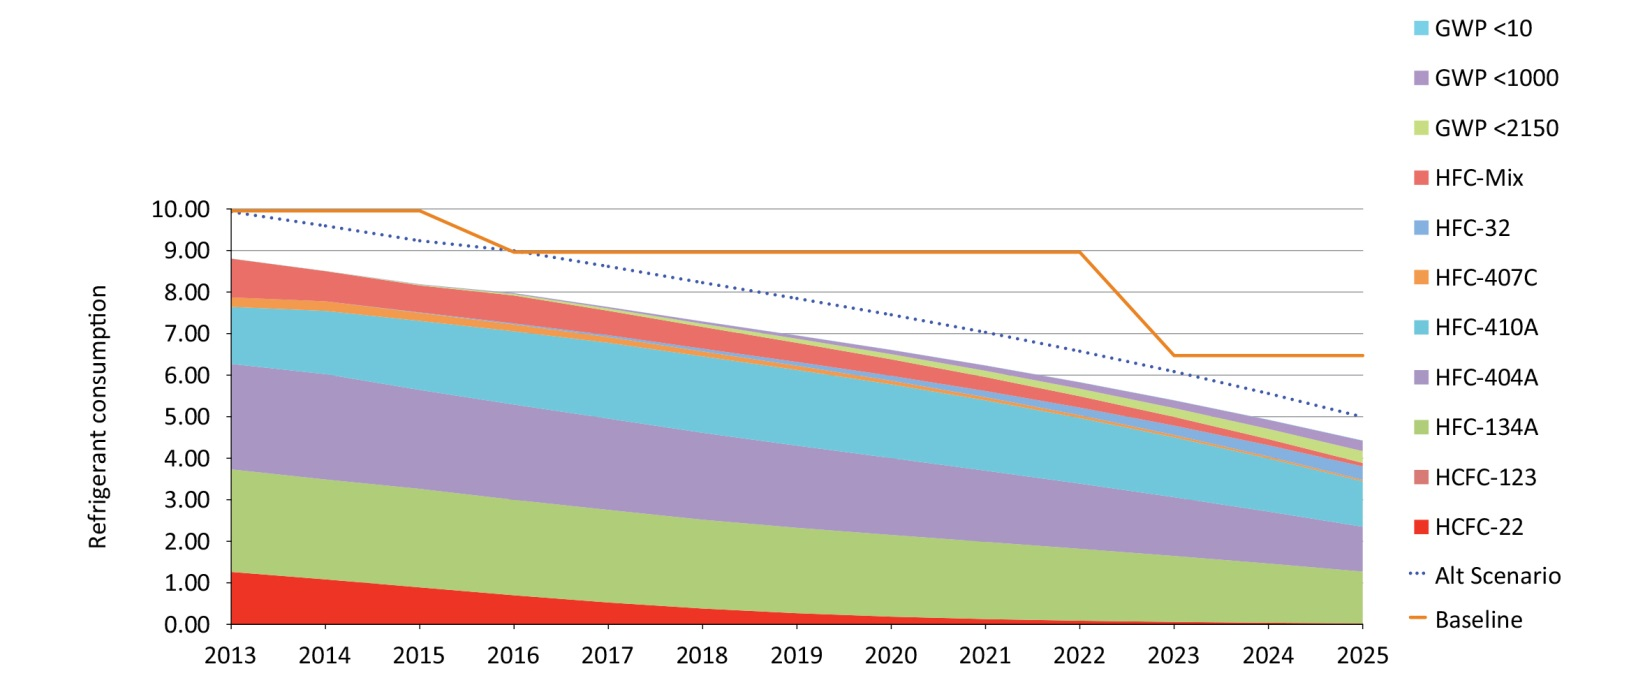 GWP <10
GWP <1000
GWP <2150
HFC-Mix
HFC-32
HFC-407C
HFC-410A
HFC-404A
HFC-134A
HCFC-123
HCFC-22
Alt Scenario
Baseline
Refrigerant consumption
10.00
9.00
8.00
7.00
6.00
5.00
4.00
3.00
2.00
1.00
0.00
2013 2014 2015 2016 2017 2018 2019 2020 2021 2022 2023 2024 2025